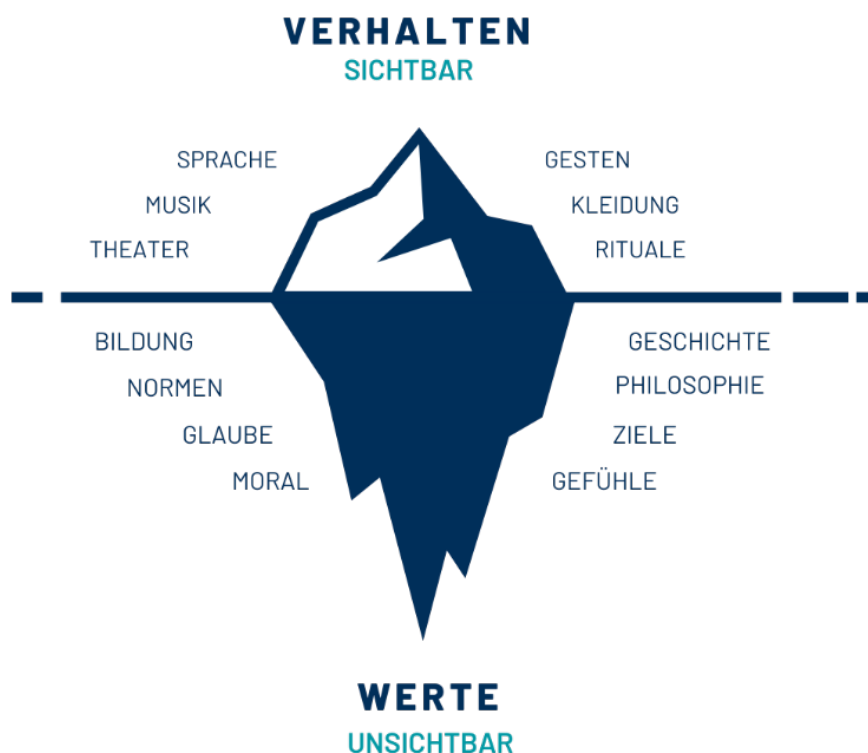 VERHALTEN
SICHTBAR
SPRACHE GESTEN
MUSIK KLEIDUNG
THEATER RITUALE
BILDUNG GESCHICHTE
NORMEN PHILOSOPHIE
GLAUBE ZIELE
MORAL GEFÜHLE
WERTE
UNSICHTBAR